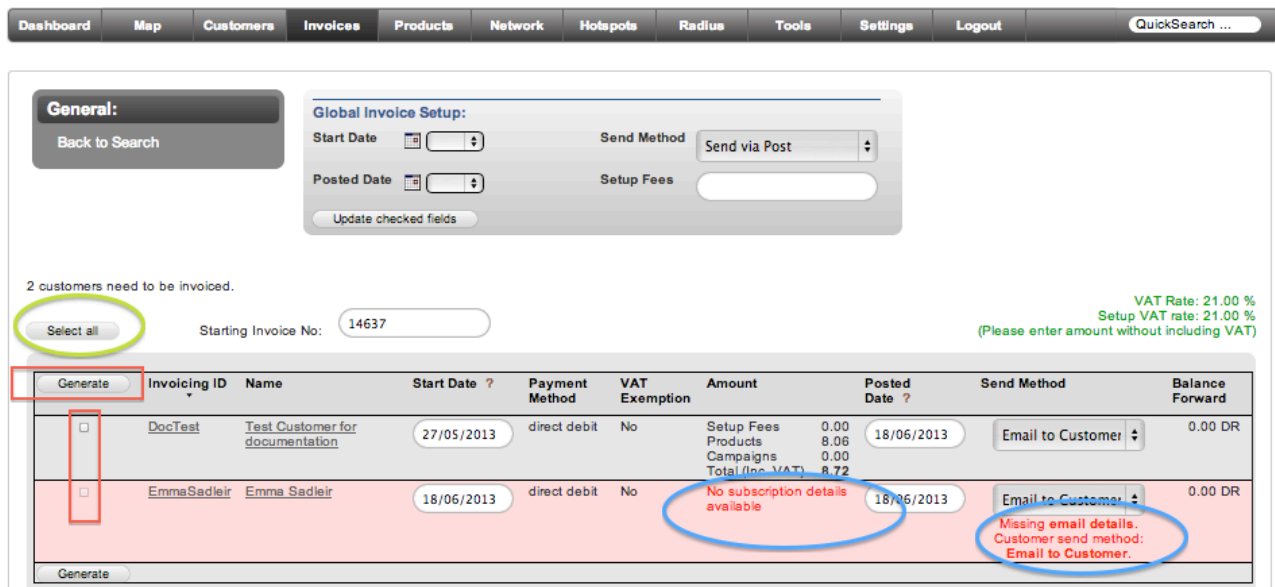 Dashboard Map Customers Invoices Products Network Hotspots Radius Tools Settings Logout QuickSearch ...
General:
Back to Search
Global Invoice Setup:
Start Date Send Method Send via Post
Posted Date Setup Fees
Update checked fields
2 customers need to be invoiced.
VAT Rate: 21.00 %
Setup VAT rate: 21.00 %
(Please enter amount without including VAT)
Select all Starting Invoice No: 14637
Generate Invoicing ID Name Start Date ? Payment Method VAT Exemption Amount Posted Date ? Send Method Balance Forward
DocTest Test Customer for documentation 27/05/2013 direct debit No Setup Fees 0.00 18/06/2013 Email to Customer 0.00 DR
Products 8.06
Campaigns 0.00
Total (Inc. VAT) 8.72
EmmaSadleir Emma Sadleir 18/06/2013 direct debit No No subscription details available 18/06/2013 Email to Customer 0.00 DR
Missing email details.
Customer send method:
Email to Customer.
Generate